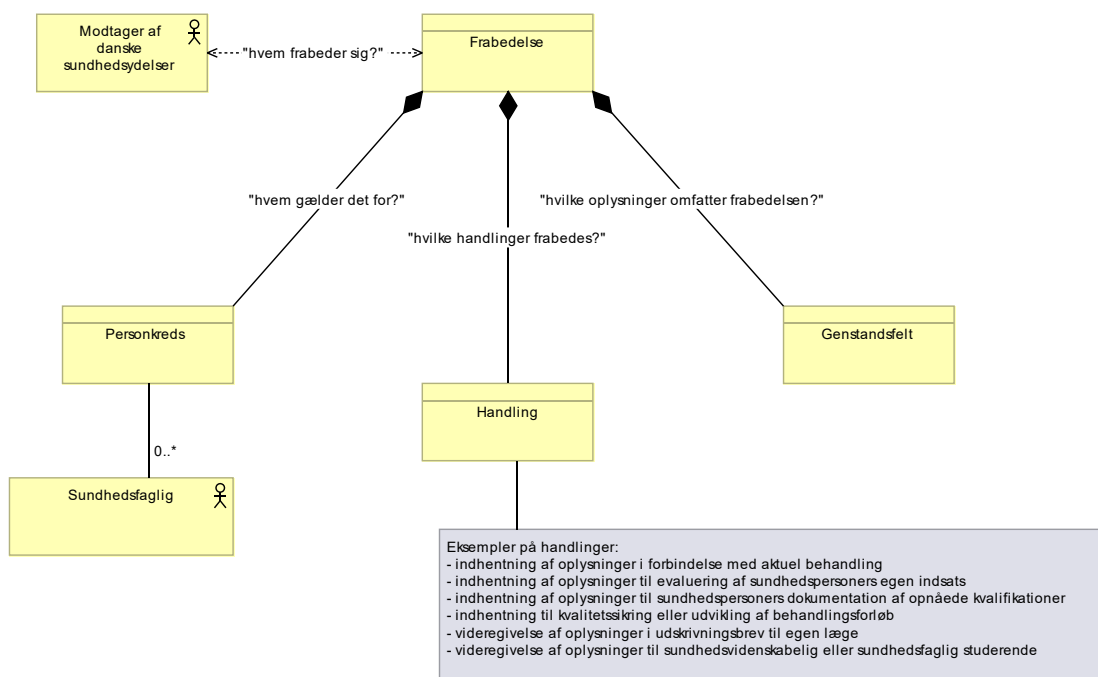 Modtager af
danske
sundhedsydelser
"hvem frabeder sig?"
Frabedelse
"hvem gælder det for?"
"hvilke oplysninger omfatter frabedelsen?"
"hvilke handlinger frabedes?"
Personkreds
Genstandsfelt
Handling
0..*
Sundhedsfaglig
Eksempler på handlinger:
- indhentning af oplysninger i forbindelse med aktuel behandling
- indhentning af oplysninger til evaluering af sundhedspersoners egen indsats
- indhentning af oplysninger til sundhedspersoners dokumentation af opnåede kvalifikationer
- indhentning til kvalitetssikring eller udvikling af behandlingsforløb
- videregivelse af oplysninger i udskrivningsbrev til egen læge
- videregivelse af oplysninger til sundhedsvidenskabelig eller sundhedsfaglig studerende